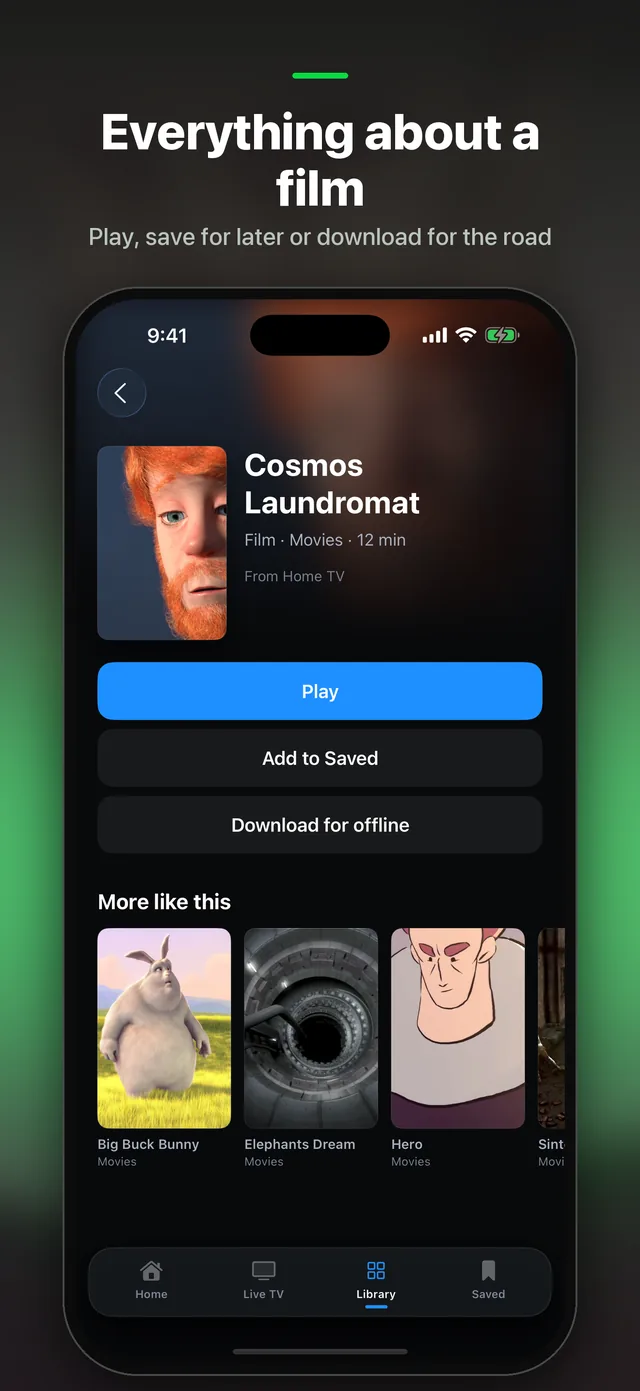 Everything about a
film
Play, save for later or download for the road
9:41
Cosmos
Laundromat
Film · Movies · 12 min
From Home TV
Play
Add to Saved
Download for offline
More like this
Big Buck Bunny
Elephants Dream
Hero
Sint
Movies
Movies
Movies
Movi
Home
Live TV
Library
Saved